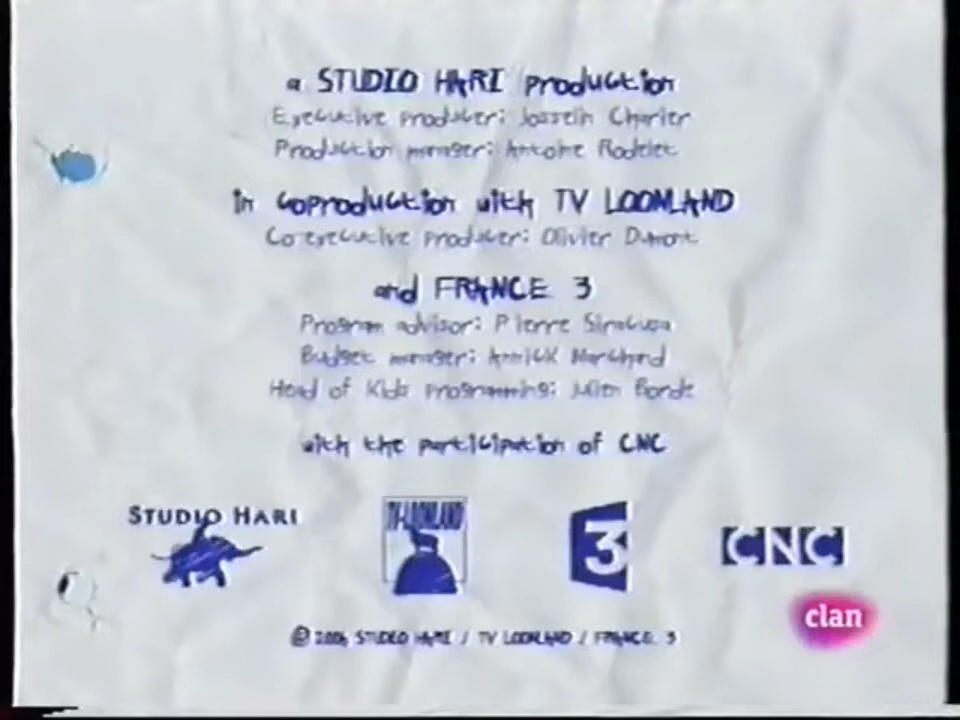 a STUDIO HARI production
Executive producer: Josselin Charier
Production manager: Antoine Rodelet
in coproduction with TV LOONLAND
Co executive producer: Olivier Dumont
and FRANCE 3
Program advisor: Pierre Siracusa
Budget manager: Annick Marchand
Head of Kids programming: Julien Borde
with the participation of CNC
STUDIO HARI
TV-LOONLAND
3
CNC
clan
© 2006 STUDIO HARI / TV LOONLAND / FRANCE 3